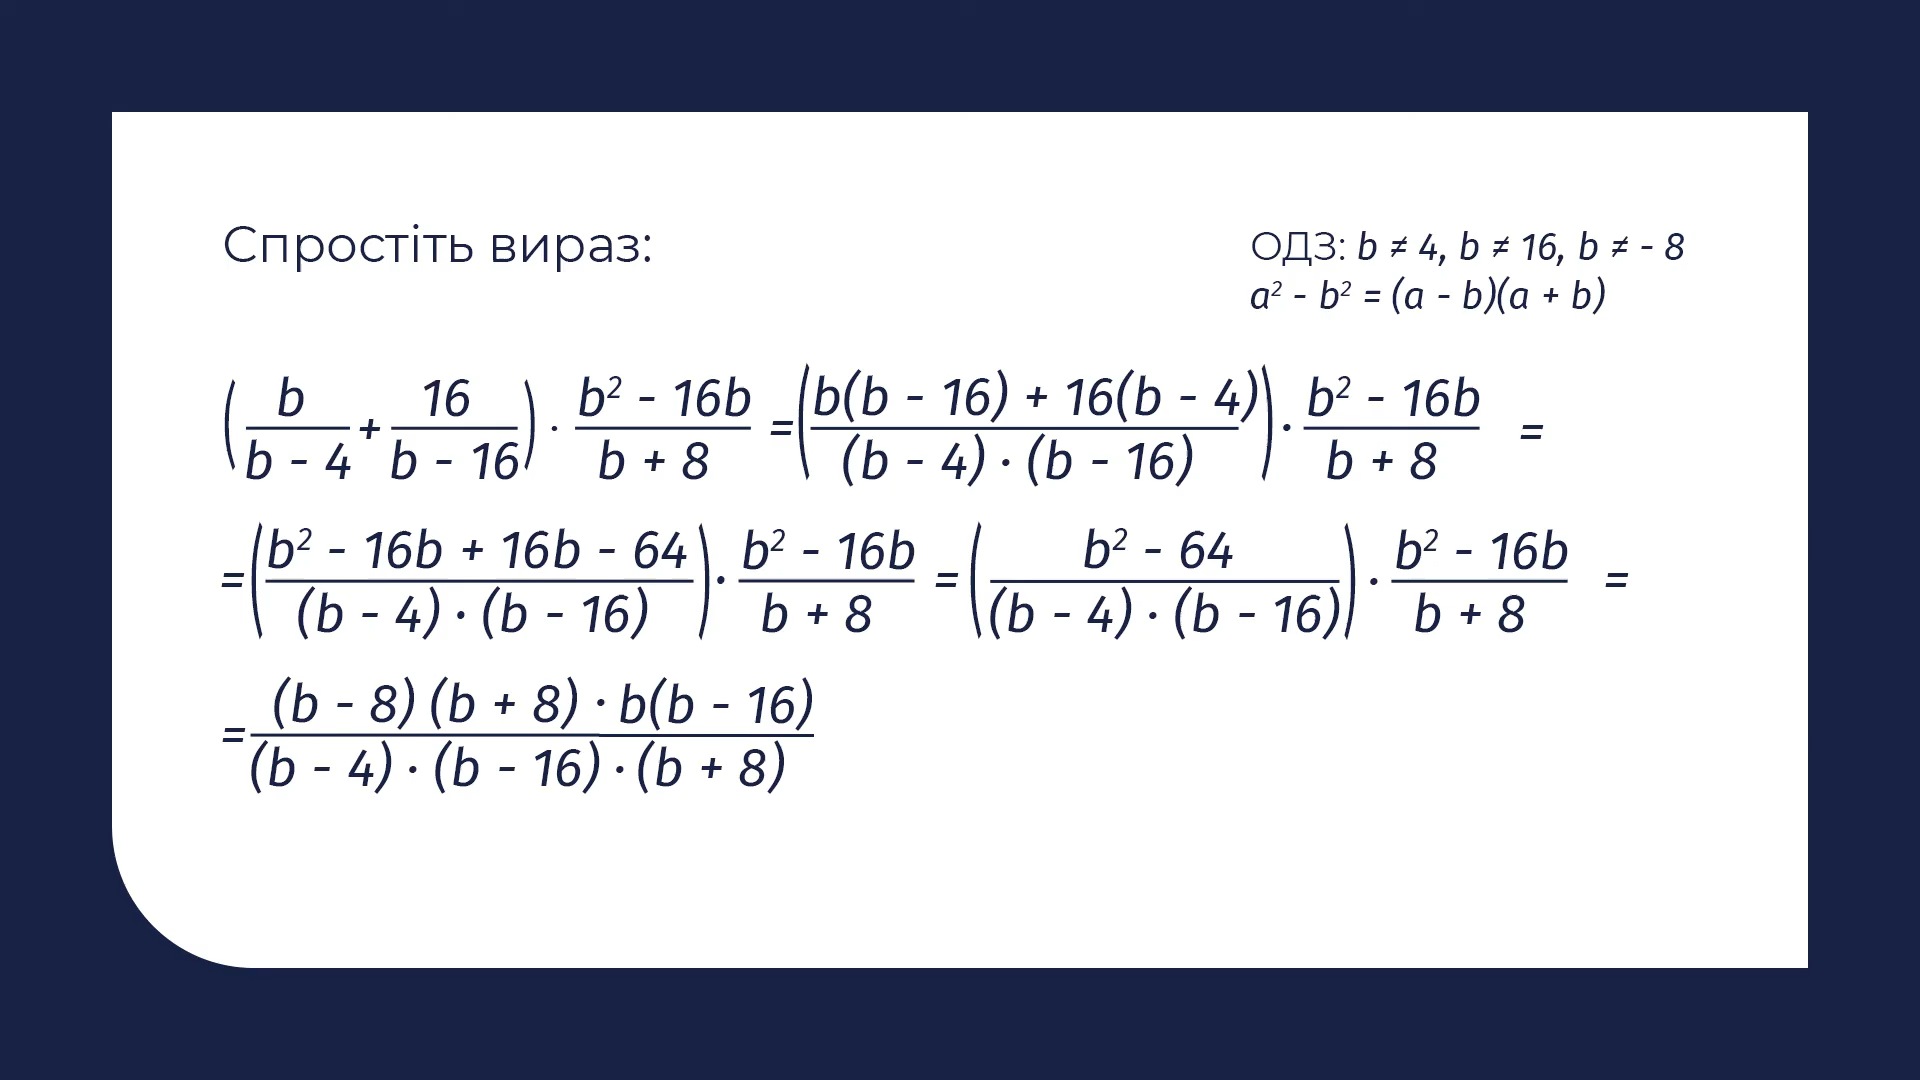 Спростіть вираз:
ОДЗ: b ≠ 4, b ≠ 16, b ≠ - 8
a² - b² = (a - b)(a + b)
(b/(b - 4) + 16/(b - 16)) · (b² - 16b)/(b + 8) = ((b(b - 16) + 16(b - 4))/((b - 4) · (b - 16))) · (b² - 16b)/(b + 8) =
= ((b² - 16b + 16b - 64)/((b - 4) · (b - 16))) · (b² - 16b)/(b + 8) = ((b² - 64)/((b - 4) · (b - 16))) · (b² - 16b)/(b + 8) =
= ((b - 8) (b + 8) · b(b - 16))/((b - 4) · (b - 16) · (b + 8))